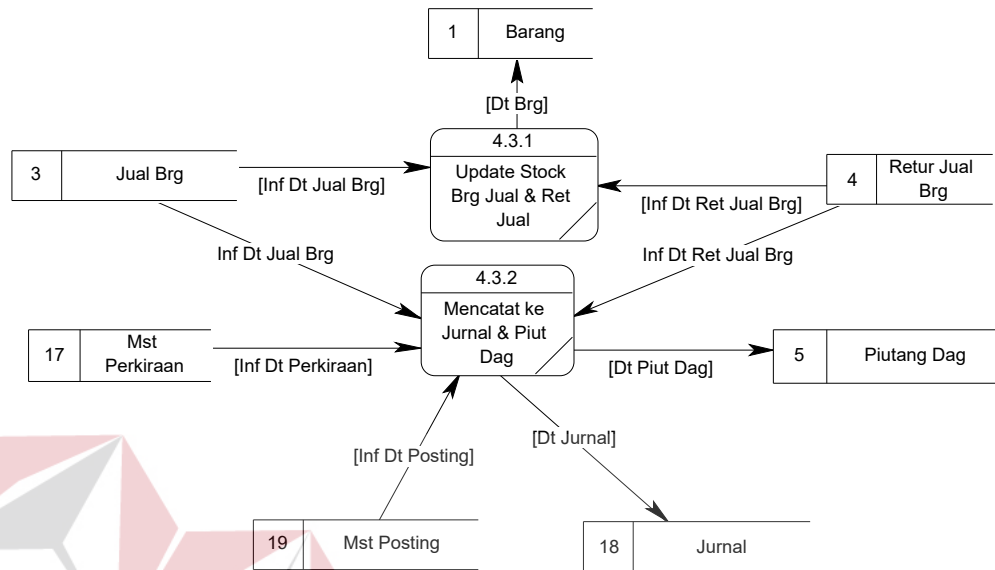 1 Barang
[Dt Brg]
4.3.1
Update Stock
Brg Jual & Ret
Jual
3 Jual Brg
[Inf Dt Jual Brg]
4 Retur Jual
Brg
[Inf Dt Ret Jual Brg]
Inf Dt Jual Brg
Inf Dt Ret Jual Brg
4.3.2
Mencatat ke
Jurnal & Piut
Dag
17 Mst
Perkiraan
[Inf Dt Perkiraan]
[Dt Piut Dag]
5 Piutang Dag
[Inf Dt Posting]
[Dt Jurnal]
19 Mst Posting
18 Jurnal